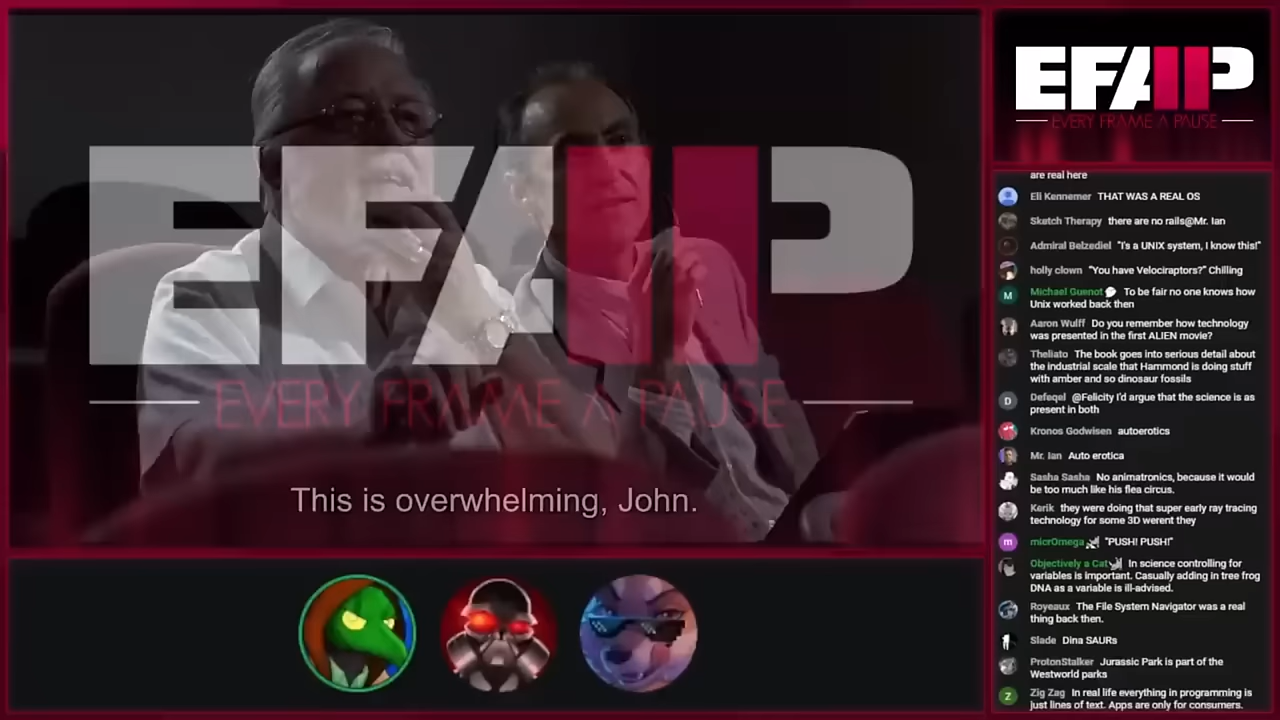 EFAP
EVERY FRAME A PAUSE
This is overwhelming, John.
EFAP
EVERY FRAME A PAUSE
are real here
Eli Kennemer THAT WAS A REAL OS
Sketch Therapy there are no rails@Mr. Ian
Admiral Belzediel "I's a UNIX system, I know this!"
holly clown "You have Velociraptors?" Chilling
M
Michael Guenot To be fair no one knows how
Unix worked back then
Aaron Wulff Do you remember how technology
was presented in the first ALIEN movie?
Theliato The book goes into serious detail about
the industrial scale that Hammond is doing stuff
with amber and so dinosaur fossils
D
Defeqel @Felicity I'd argue that the science is as
present in both
Kronos Godwisen autoerotics
Mr. Ian Auto erotica
Sasha Sasha No animatronics, because it would
be too much like his flea circus.
Kerik they were doing that super early ray tracing
technology for some 3D werent they
m
micrOmega "PUSH! PUSH!"
Objectively a Cat In science controlling for
variables is important. Casually adding in tree frog
DNA as a variable is ill-advised.
Royeaux The File System Navigator was a real
thing back then.
Slade Dina SAURs
ProtonStalker Jurassic Park is part of the
Westworld parks
Z
Zig Zag In real life everything in programming is
just lines of text. Apps are only for consumers.